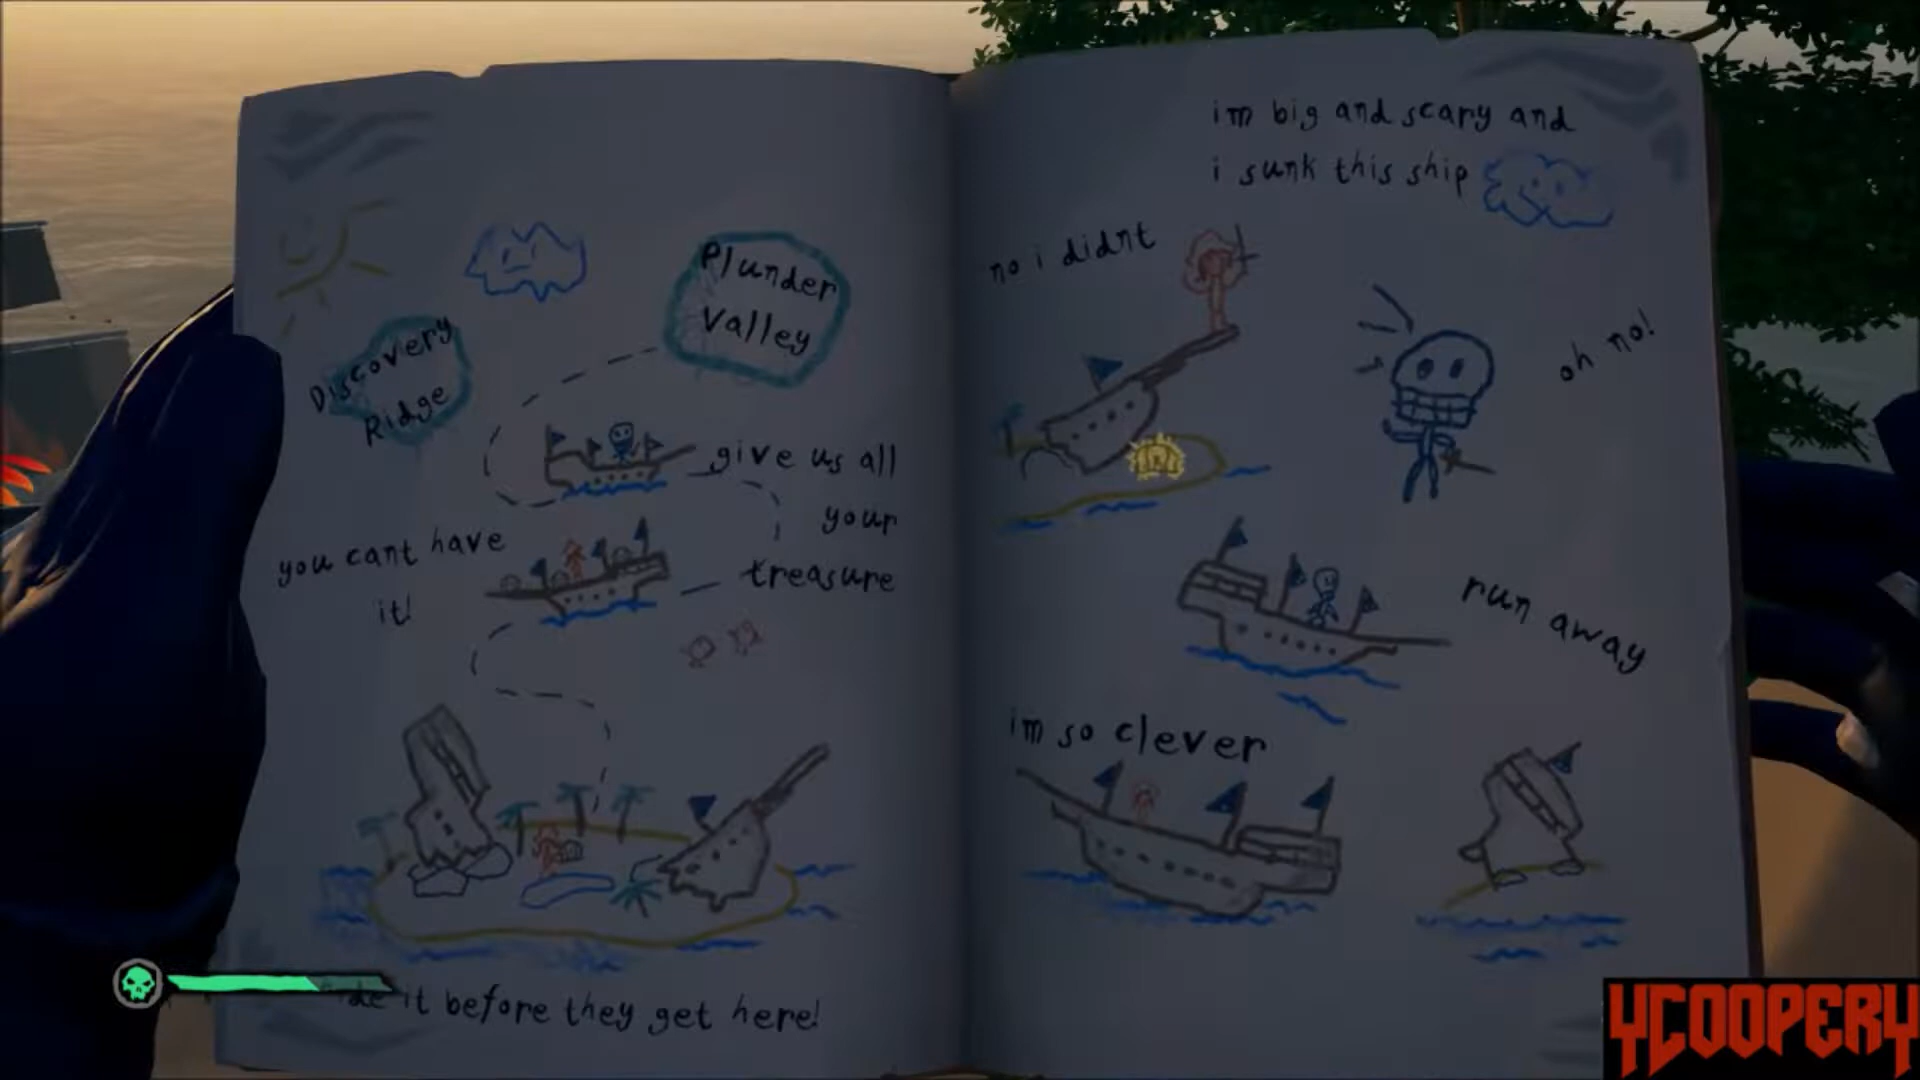 Discovery
Ridge
Plunder
Valley
give us all
your
treasure
you cant have
it!
it before they get here!
im big and scary and
i sunk this ship
no i didnt
oh no!
run away
im so clever
YCOOPERY